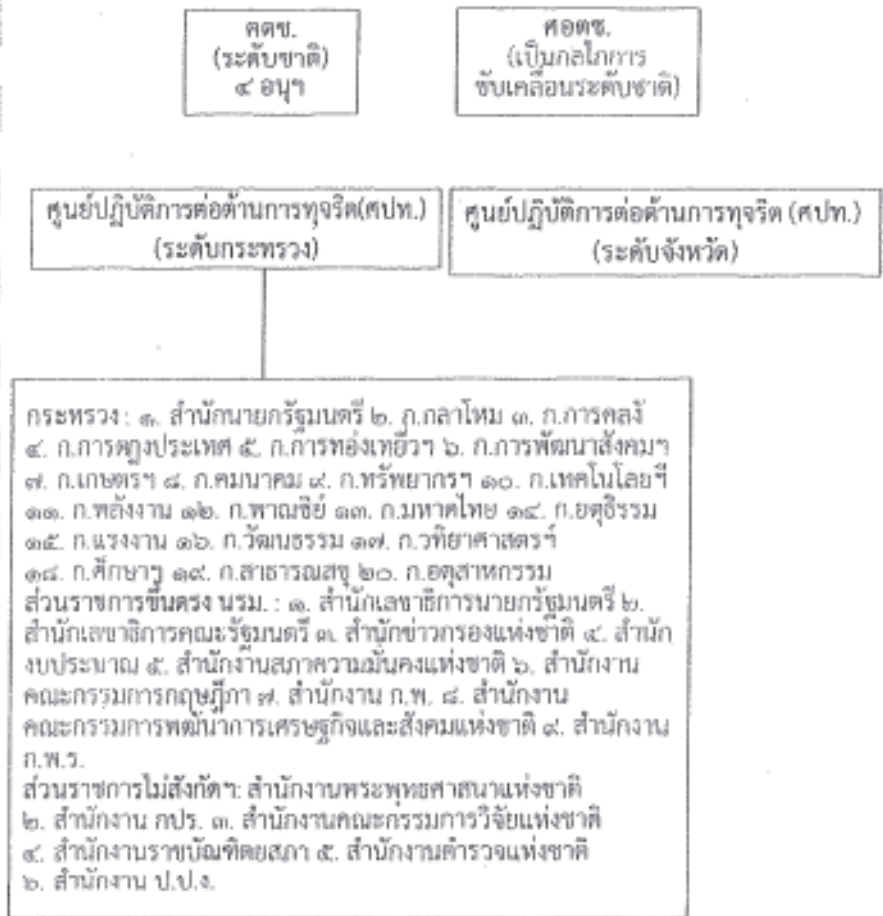 คตช.
(ระดับชาติ)
๔ อนุฯ
ศอตช.
(เป็นกลไกการ
ขับเคลื่อนระดับชาติ)
ศูนย์ปฏิบัติการต่อต้านการทุจริต(ศปท.)
(ระดับกระทรวง)
ศูนย์ปฏิบัติการต่อต้านการทุจริต (ศปท.)
(ระดับจังหวัด)
กระทรวง : ๑. สำนักนายกรัฐมนตรี ๒. ก.กลาโหม ๓. ก.การคลัง
๔. ก.การต่างประเทศ ๕. ก.การท่องเที่ยวฯ ๖. ก.การพัฒนาสังคมฯ
๗. ก.เกษตรฯ ๘. ก.คมนาคม ๙. ก.ทรัพยากรฯ ๑๐. ก.เทคโนโลยีฯ
๑๑. ก.พลังงาน ๑๒. ก.พาณิชย์ ๑๓. ก.มหาดไทย ๑๔. ก.ยุติธรรม
๑๕. ก.แรงงาน ๑๖. ก.วัฒนธรรม ๑๗. ก.วิทยาศาสตร์ฯ
๑๘. ก.ศึกษาฯ ๑๙. ก.สาธารณสุข ๒๐. ก.อุตสาหกรรม
ส่วนราชการขึ้นตรง นรม. : ๑. สำนักเลขาธิการนายกรัฐมนตรี ๒.
สำนักเลขาธิการคณะรัฐมนตรี ๓. สำนักข่าวกรองแห่งชาติ ๔. สำนัก
งบประมาณ ๕. สำนักงานสภาความมั่นคงแห่งชาติ ๖. สำนักงาน
คณะกรรมการกฤษฎีกา ๗. สำนักงาน ก.พ. ๘. สำนักงาน
คณะกรรมการพัฒนาการเศรษฐกิจและสังคมแห่งชาติ ๙. สำนักงาน
ก.พ.ร.
ส่วนราชการไม่สังกัดฯ: สำนักงานพระพุทธศาสนาแห่งชาติ
๒. สำนักงาน กปร. ๓. สำนักงานคณะกรรมการวิจัยแห่งชาติ
๔. สำนักงานราชบัณฑิตยสภา ๕. สำนักงานตำรวจแห่งชาติ
๖. สำนักงาน ป.ป.ง.